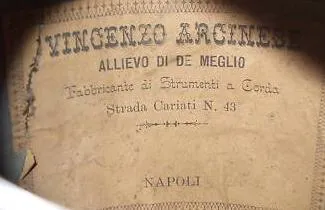 VINCENZO ARCINESE
ALLIEVO DI DE MEGLIO
Fabbricante di Strumenti a Corda
Strada Cariati N. 43
NAPOLI